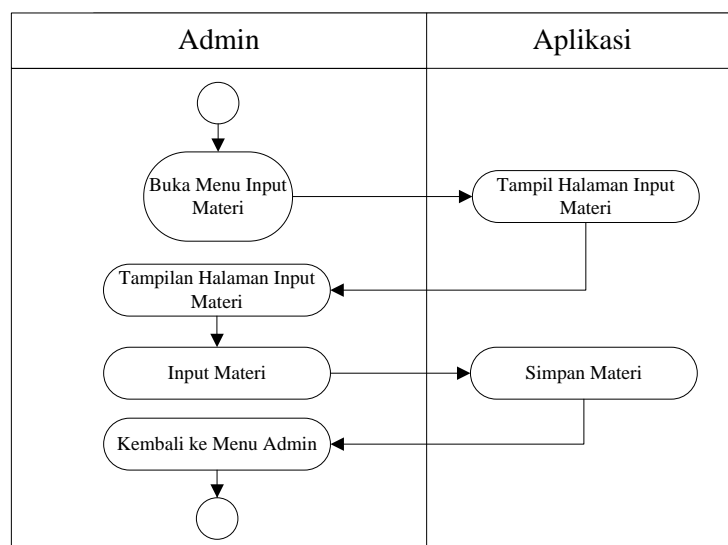 Admin
Aplikasi
Buka Menu Input
Materi
Tampil Halaman Input
Materi
Tampilan Halaman Input
Materi
Input Materi
Simpan Materi
Kembali ke Menu Admin